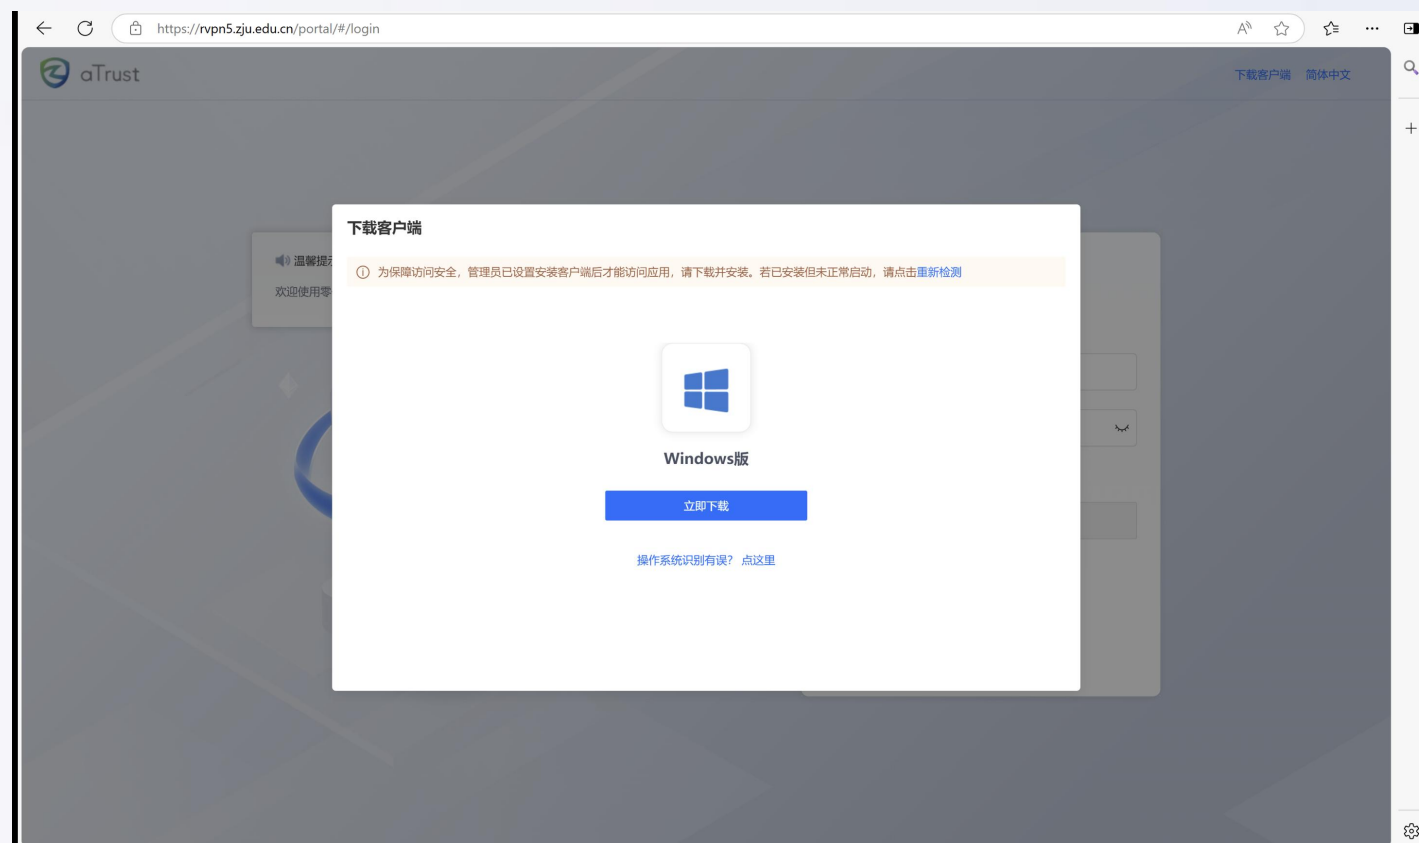 https://rvpn5.zju.edu.cn/portal/#/login
aTrust
下载客户端 简体中文
下载客户端
温馨提
为保障访问安全，管理员已设置安装客户端后才能访问应用，请下载并安装。若已安装但未正常启动，请点击重新检测
欢迎使用零
Windows版
立即下载
操作系统识别有误？ 点这里